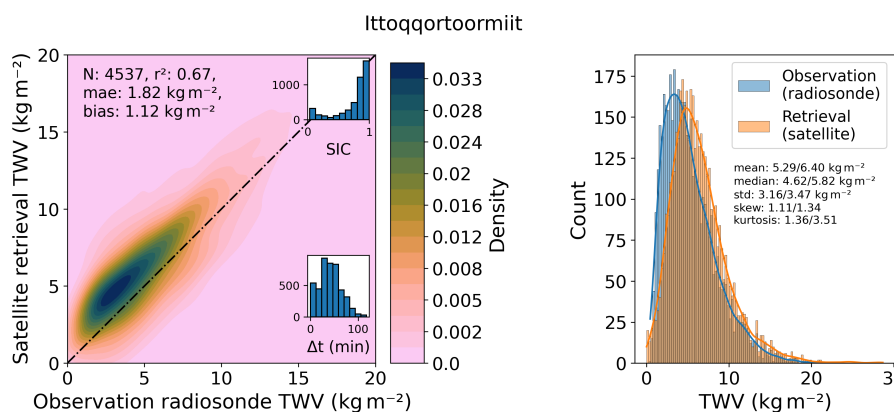 Ittoqqortoormiit
N: 4537, r²: 0.67,
mae: 1.82 kg m⁻²,
bias: 1.12 kg m⁻²
Satellite retrieval TWV (kg m⁻²)
20
15
10
5
0
0
5
10
15
20
Observation radiosonde TWV (kg m⁻²)
1000
0
0
1
SIC
500
0
0
100
Δt (min)
0.033
0.028
0.024
0.020
0.016
0.012
0.009
0.005
0.002
0.0
Density
Count
175
150
125
100
75
50
25
0
0
10
20
TWV (kg m⁻²)
Observation
(radiosonde)
Retrieval
(satellite)
mean: 5.29/6.40 kg m⁻²
median: 4.62/5.82 kg m⁻²
std: 3.16/3.47 kg m⁻²
skew: 1.11/1.34
kurtosis: 1.36/3.51